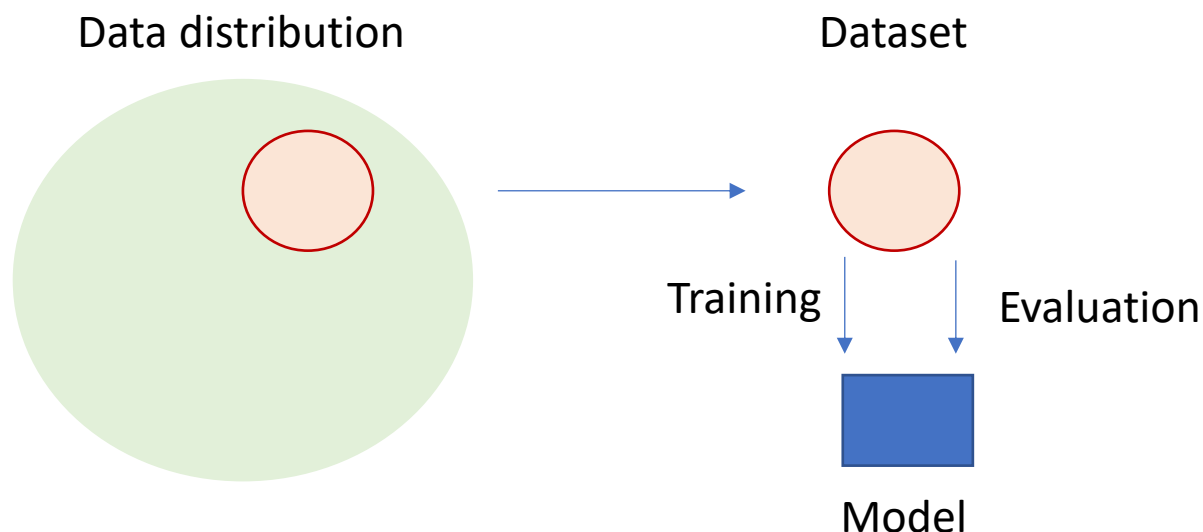 Data distribution
Dataset
Training
Evaluation
Model